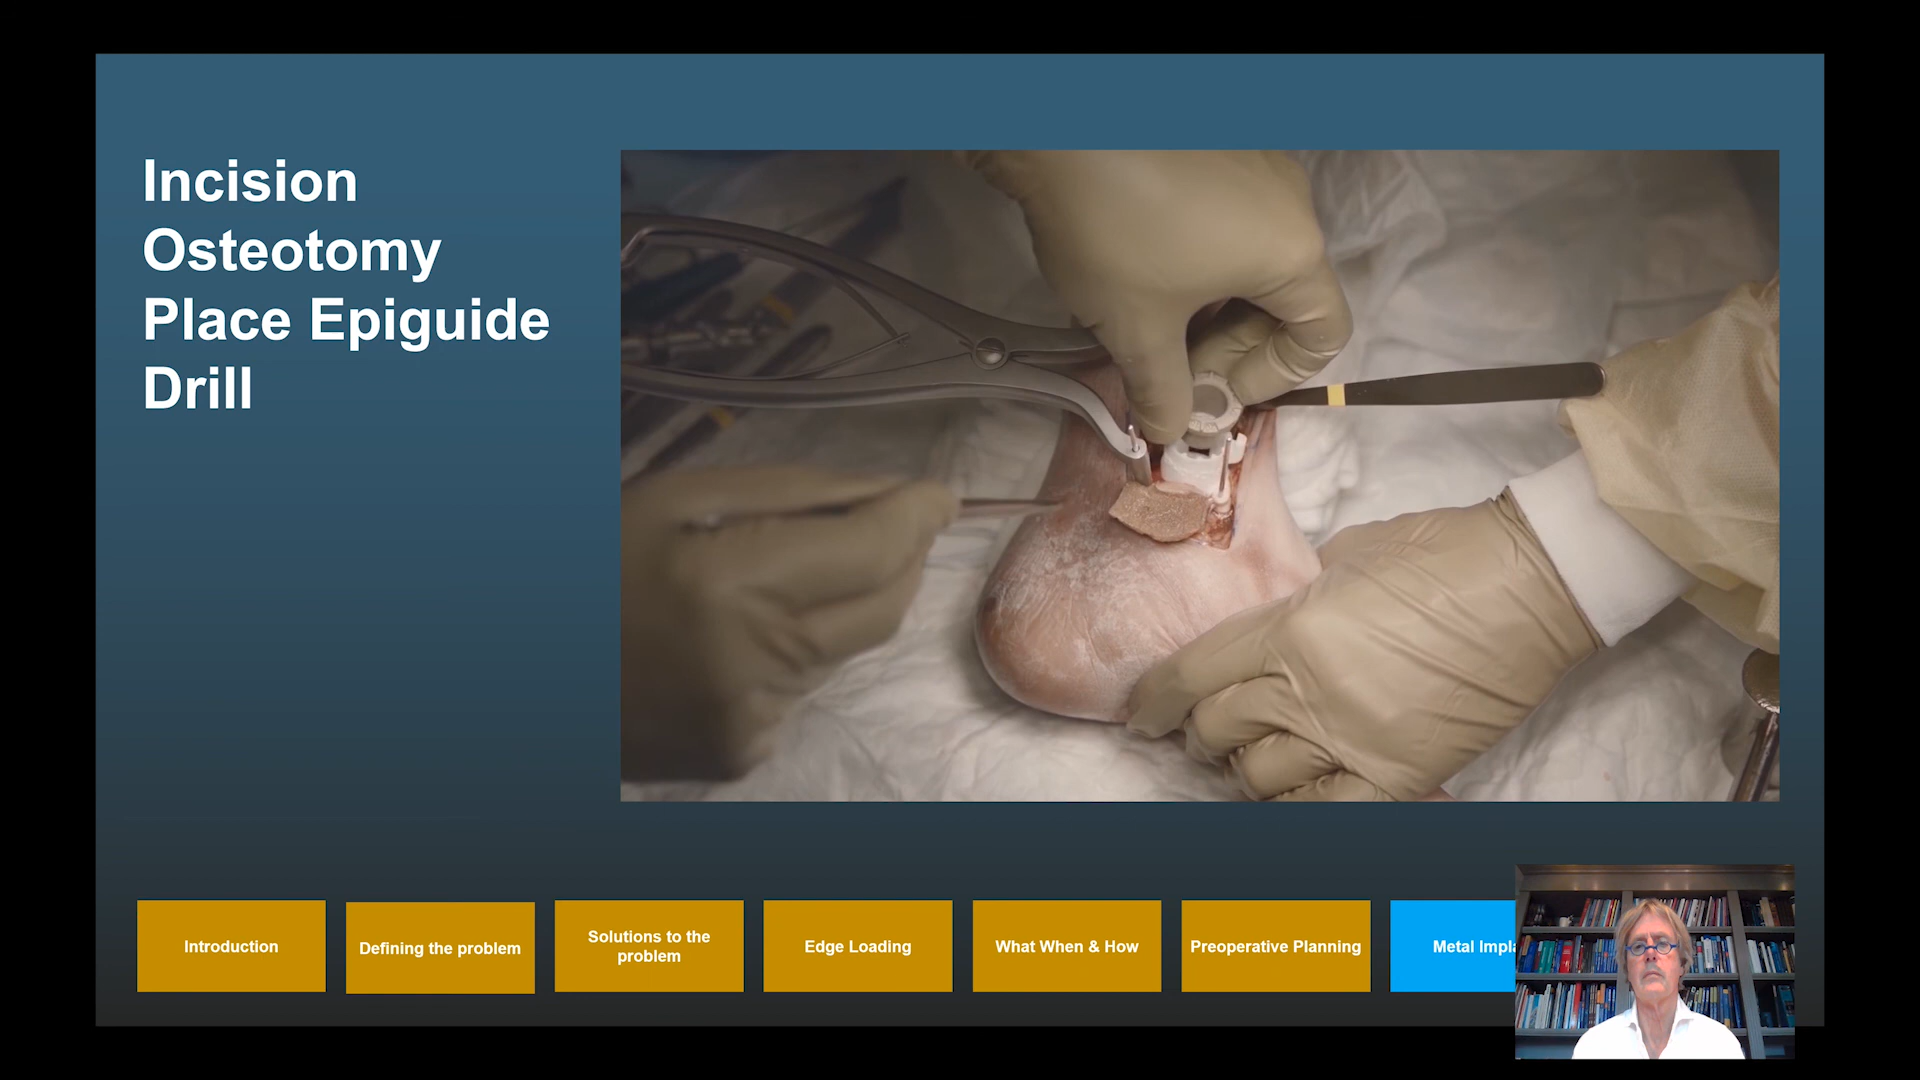 Incision
Osteotomy
Place Epiguide
Drill
Introduction
Defining the problem
Solutions to the
problem
Edge Loading
What When & How
Preoperative Planning
Metal